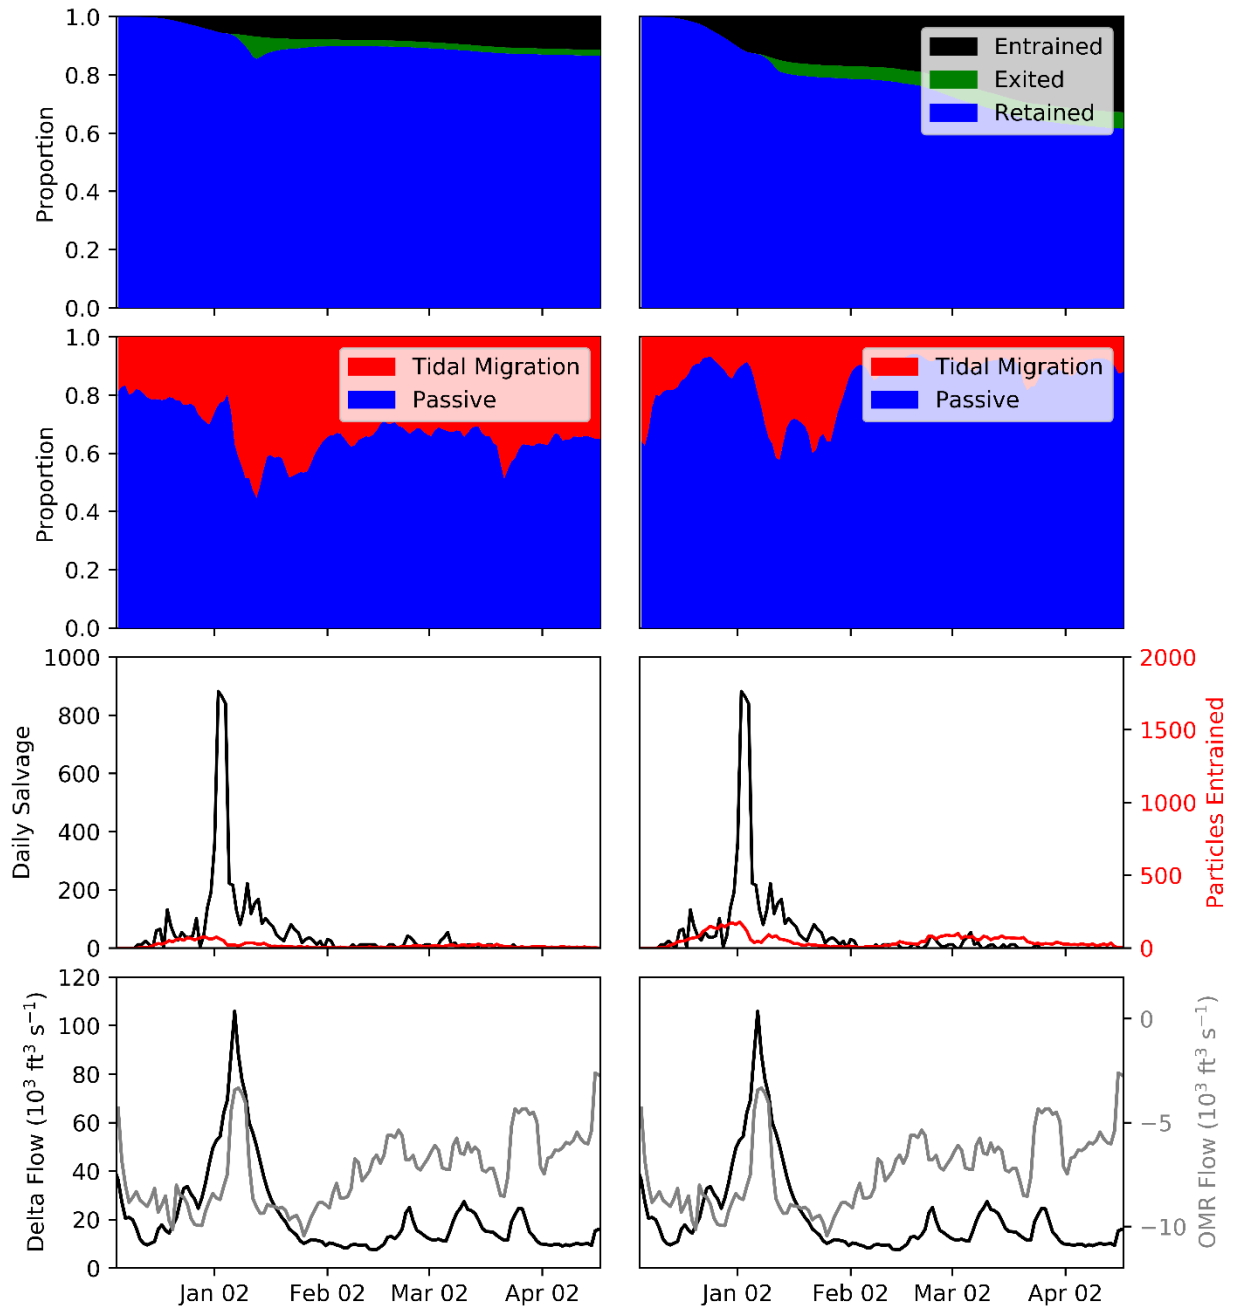 1.0
0.8
0.6
0.4
0.2
0.0
Proportion
Entrained
Exited
Retained
1.0
0.8
0.6
0.4
0.2
0.0
Proportion
Tidal Migration
Passive
Tidal Migration
Passive
1000
800
600
400
200
0
Daily Salvage
2000
1500
1000
500
0
Particles Entrained
120
100
80
60
40
20
0
Delta Flow (10³ ft³ s⁻¹)
0
−5
−10
OMR Flow (10³ ft³ s⁻¹)
Jan 02 Feb 02 Mar 02 Apr 02
Jan 02 Feb 02 Mar 02 Apr 02